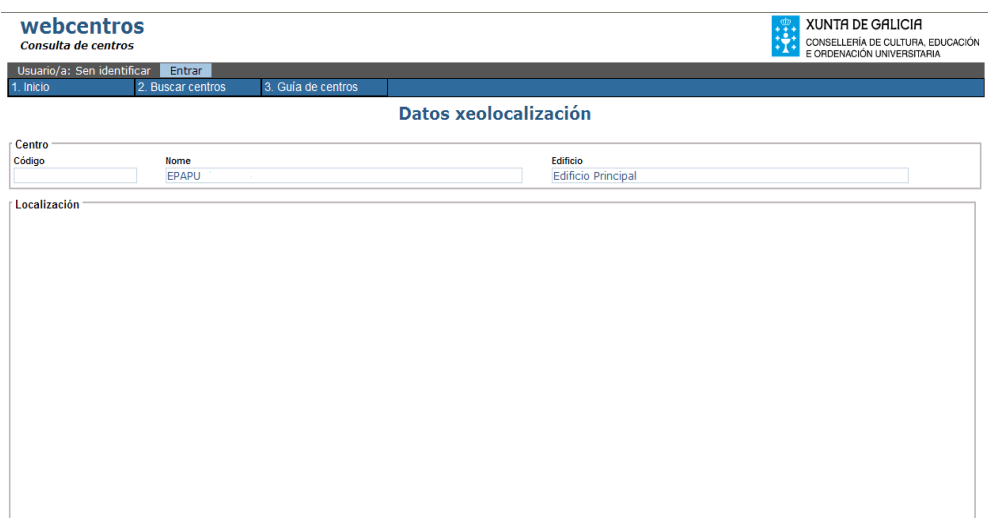 webcentros
Consulta de centros
XUNTA DE GALICIA
CONSELLERÍA DE CULTURA, EDUCACIÓN
E ORDENACIÓN UNIVERSITARIA
Usuario/a: Sen identificar Entrar
1. Inicio 2. Buscar centros 3. Guía de centros
Datos xeolocalización
Centro
Código Nome Edificio
EPAPU Edificio Principal
Localización